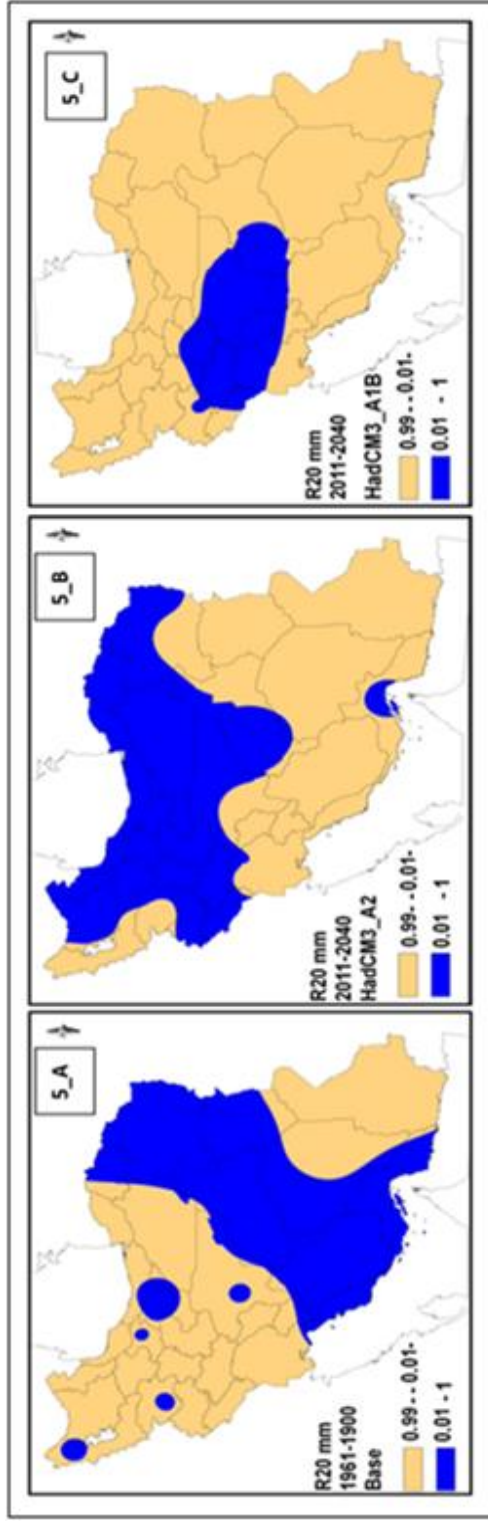 5_A
R20 mm
1961-1900
Base
0.99 - - 0.01-
0.01 - 1
5_B
R20 mm
2011-2040
HadCM3_A2
0.99- - 0.01-
0.01 - 1
5_C
R20 mm
2011-2040
HadCM3_A1B
0.99 - - 0.01-
0.01 - 1